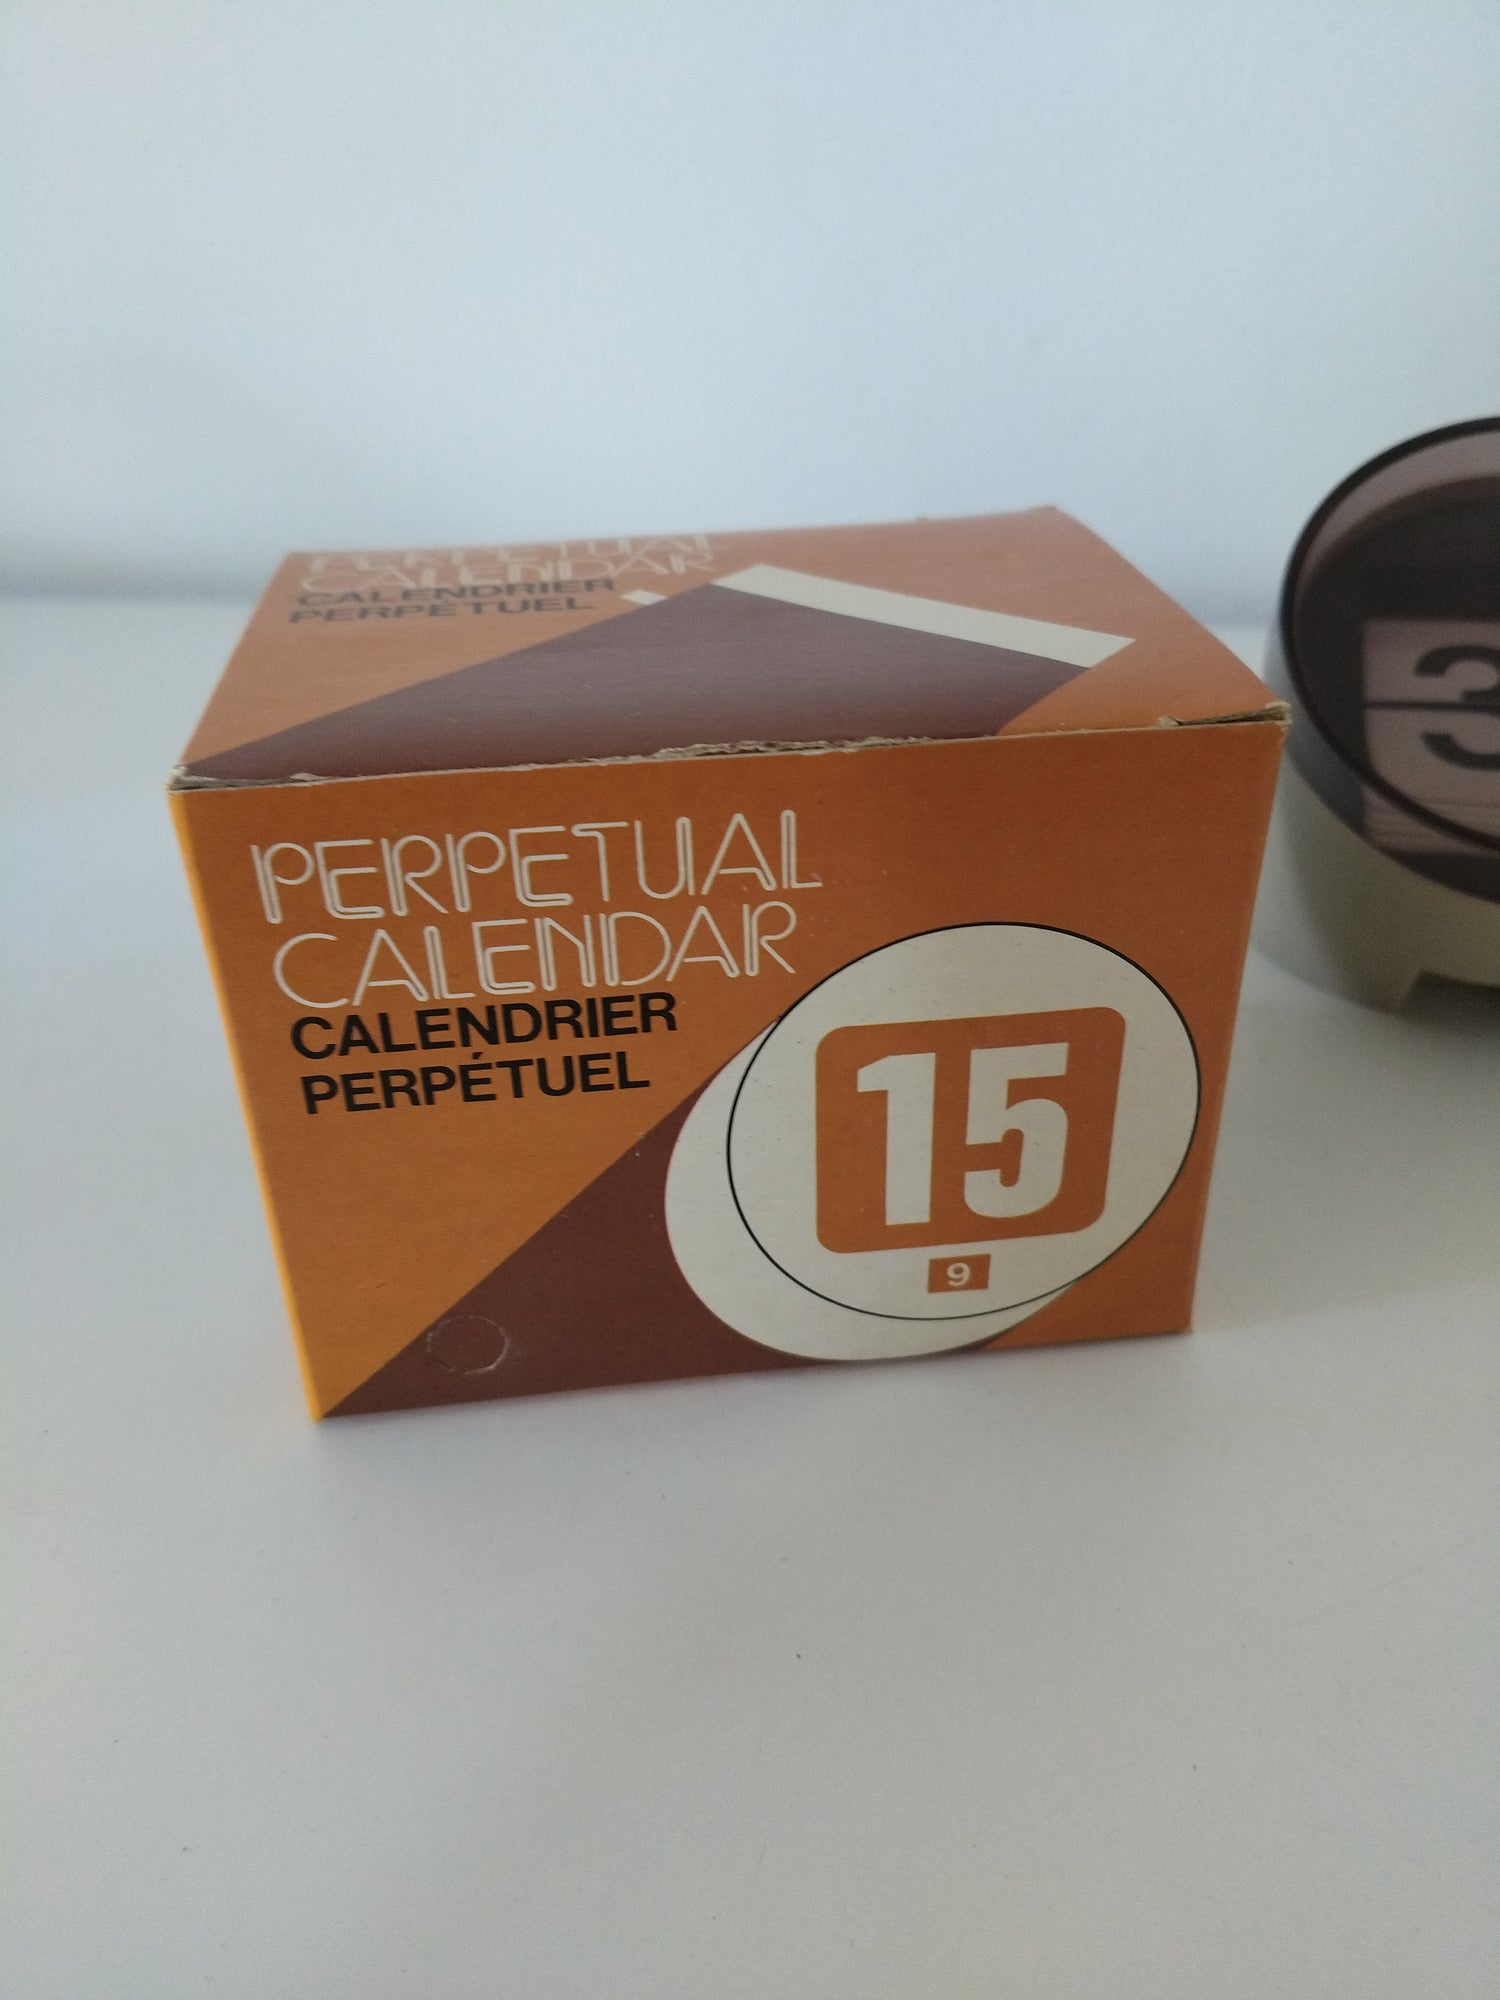 PERPETUAL
CALENDAR
CALENDRIER
PERPÉTUEL
PERPETUAL
CALENDAR
CALENDRIER
PERPÉTUEL
15
9
3